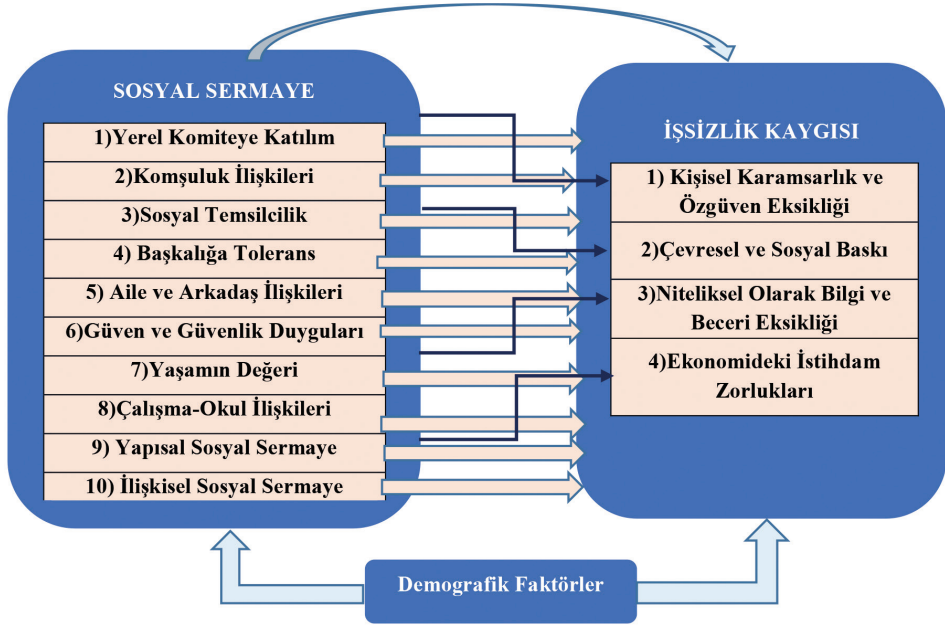 SOSYAL SERMAYE
1)Yerel Komiteye Katılım
2)Komşuluk İlişkileri
3)Sosyal Temsilcilik
4) Başkalığa Tolerans
5) Aile ve Arkadaş İlişkileri
6)Güven ve Güvenlik Duyguları
7)Yaşamın Değeri
8)Çalışma-Okul İlişkileri
9) Yapısal Sosyal Sermaye
10) İlişkisel Sosyal Sermaye
İŞSİZLİK KAYGISI
1) Kişisel Karamsarlık ve
Özgüven Eksikliği
2)Çevresel ve Sosyal Baskı
3)Niteliksel Olarak Bilgi ve
Beceri Eksikliği
4)Ekonomideki İstihdam
Zorlukları
Demografik Faktörler